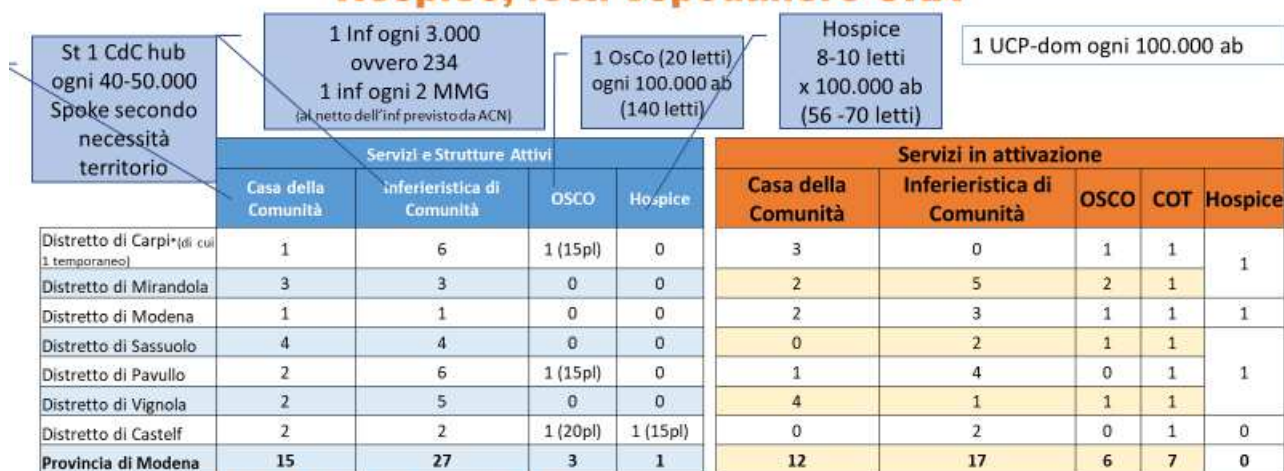 St 1 CdC hub
ogni 40-50.000
Spoke secondo
necessità
territorio
1 Inf ogni 3.000
ovvero 234
1 inf ogni 2 MMG
(al netto dell'inf previsto da ACN)
1 OsCo (20 letti)
ogni 100.000 ab
(140 letti)
Hospice
8-10 letti
x 100.000 ab
(56 -70 letti)
1 UCP-dom ogni 100.000 ab
Servizi e Strutture Attivi
Servizi in attivazione
Casa della Comunità Inferieristica di Comunità OSCO Hospice
Casa della Comunità Inferieristica di Comunità OSCO COT Hospice
Distretto di Carpi*(di cui 1 temporaneo) 1 6 1 (15pl) 0 3 0 1 1 1
Distretto di Mirandola 3 3 0 0 2 5 2 1
Distretto di Modena 1 1 0 0 2 3 1 1 1
Distretto di Sassuolo 4 4 0 0 0 2 1 1
Distretto di Pavullo 2 6 1 (15pl) 0 1 4 0 1 1
Distretto di Vignola 2 5 0 0 4 1 1 1
Distretto di Castelf 2 2 1 (20pl) 1 (15pl) 0 2 0 1 0
Provincia di Modena 15 27 3 1 12 17 6 7 0